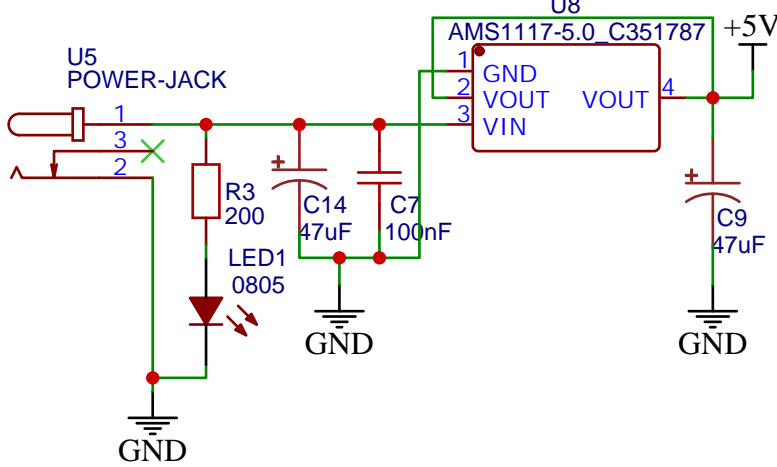 U8
AMS1117-5.0_C351787
+5V
U5
POWER-JACK
1
3
2
1
2
3
GND
VOUT
VIN
VOUT
4
R3
200
C14
47uF
C7
100nF
C9
47uF
LED1
0805
GND
GND
GND